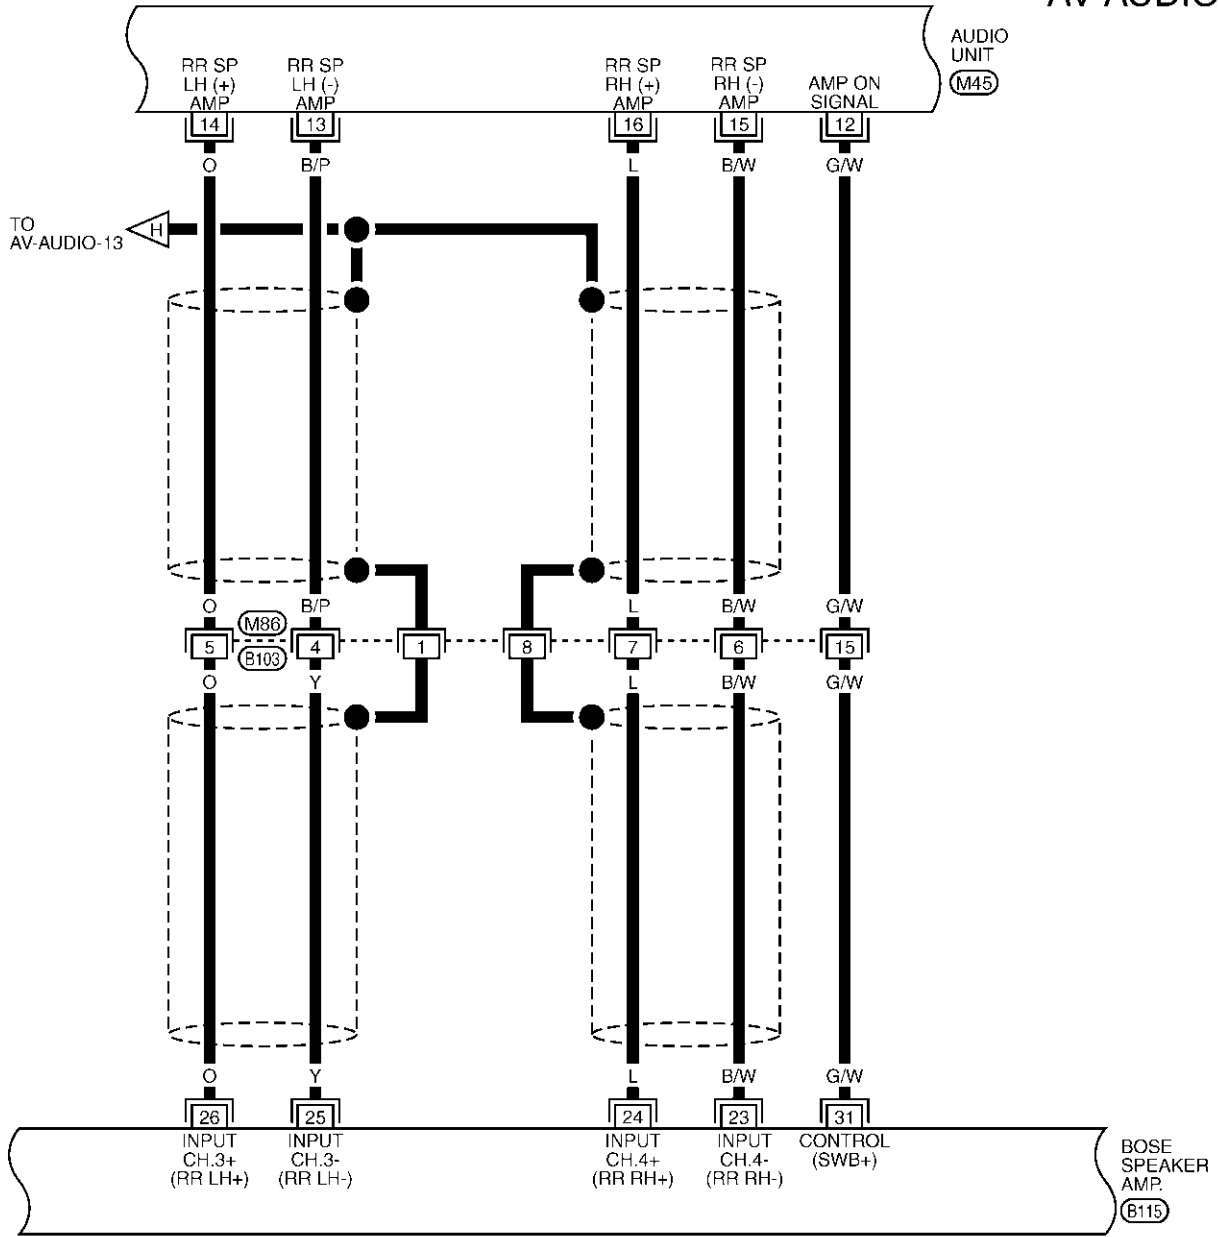 AV-AUDIO
AUDIO
UNIT
M45
RR SP
LH (+)
AMP
RR SP
LH (-)
AMP
RR SP
RH (+)
AMP
RR SP
RH (-)
AMP
AMP ON
SIGNAL
14 13 16 15 12
O B/P L B/W G/W
TO
AV-AUDIO-13
H
O B/P L B/W G/W
M86
5 4 1 8 7 6 15
B103
O Y L B/W G/W
O Y L B/W G/W
26 25 24 23 31
INPUT
CH.3+
(RR LH+)
INPUT
CH.3-
(RR LH-)
INPUT
CH.4+
(RR RH+)
INPUT
CH.4-
(RR RH-)
CONTROL
(SWB+)
BOSE
SPEAKER
AMP.
B115